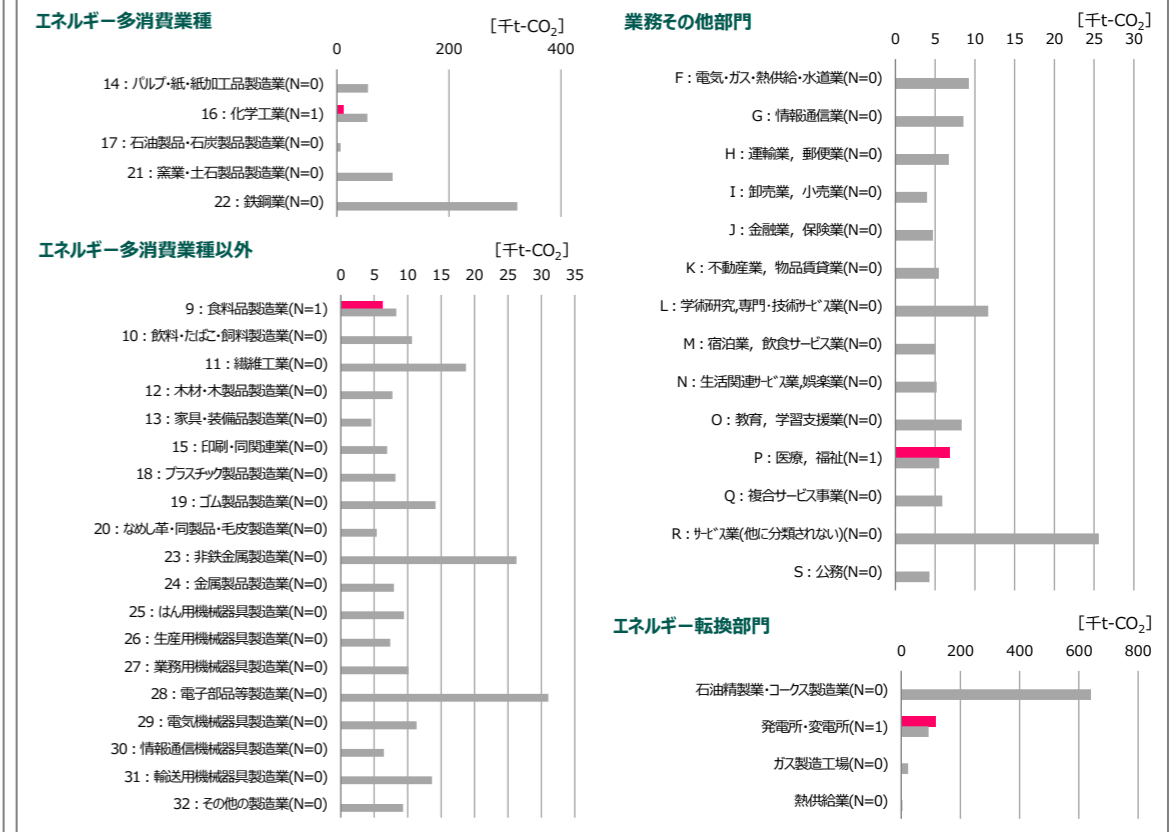 エネルギー多消費業種
[千t-CO₂]
0 200 400
14：パルプ・紙・紙加工品製造業(N=0)
16：化学工業(N=1)
17：石油製品・石炭製品製造業(N=0)
21：窯業・土石製品製造業(N=0)
22：鉄鋼業(N=0)
エネルギー多消費業種以外
[千t-CO₂]
0 5 10 15 20 25 30 35
9：食料品製造業(N=1)
10：飲料・たばこ・飼料製造業(N=0)
11：繊維工業(N=0)
12：木材・木製品製造業(N=0)
13：家具・装備品製造業(N=0)
15：印刷・同関連業(N=0)
18：プラスチック製品製造業(N=0)
19：ゴム製品製造業(N=0)
20：なめし革・同製品・毛皮製造業(N=0)
23：非鉄金属製造業(N=0)
24：金属製品製造業(N=0)
25：はん用機械器具製造業(N=0)
26：生産用機械器具製造業(N=0)
27：業務用機械器具製造業(N=0)
28：電子部品等製造業(N=0)
29：電気機械器具製造業(N=0)
30：情報通信機械器具製造業(N=0)
31：輸送用機械器具製造業(N=0)
32：その他の製造業(N=0)
業務その他部門
[千t-CO₂]
0 5 10 15 20 25 30
F：電気・ガス・熱供給・水道業(N=0)
G：情報通信業(N=0)
H：運輸業，郵便業(N=0)
I：卸売業，小売業(N=0)
J：金融業，保険業(N=0)
K：不動産業，物品賃貸業(N=0)
L：学術研究,専門・技術ｻｰﾋﾞｽ業(N=0)
M：宿泊業，飲食サービス業(N=0)
N：生活関連ｻｰﾋﾞｽ業,娯楽業(N=0)
O：教育，学習支援業(N=0)
P：医療，福祉(N=1)
Q：複合サービス事業(N=0)
R：ｻｰﾋﾞｽ業(他に分類されない)(N=0)
S：公務(N=0)
エネルギー転換部門
[千t-CO₂]
0 200 400 600 800
石油精製業・コークス製造業(N=0)
発電所・変電所(N=1)
ガス製造工場(N=0)
熱供給業(N=0)